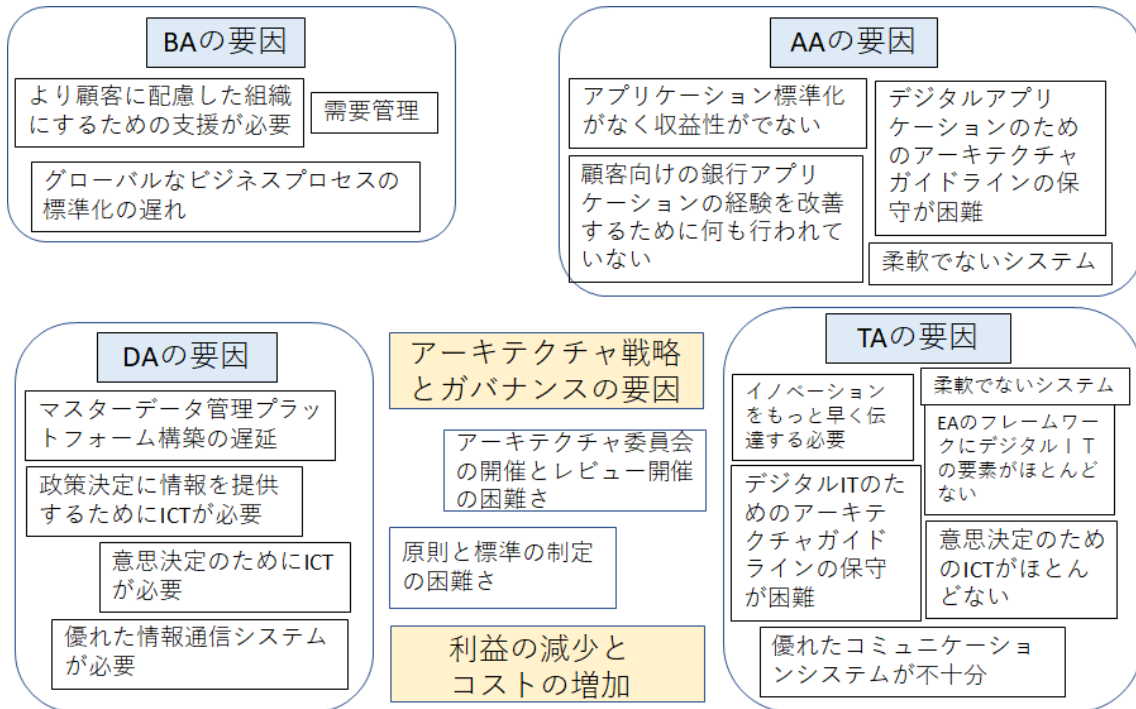 BAの要因
より顧客に配慮した組織
にするための支援が必要
需要管理
グローバルなビジネスプロセスの
標準化の遅れ
AAの要因
アプリケーション標準化
がなく収益性がでない
デジタルアプリ
ケーションのため
のアーキテクチャ
ガイドラインの保
守が困難
顧客向けの銀行アプリ
ケーションの経験を改善
するために何も行われて
いない
柔軟でないシステム
DAの要因
マスターデータ管理プラッ
トフォーム構築の遅延
政策決定に情報を提供
するためにICTが必要
意思決定のためにICT
が必要
優れた情報通信システム
が必要
アーキテクチャ戦略
とガバナンスの要因
アーキテクチャ委員会
の開催とレビュー開催
の困難さ
原則と標準の制定
の困難さ
利益の減少と
コストの増加
TAの要因
イノベーション
をもっと早く伝
達する必要
柔軟でないシステム
EAのフレームワー
クにデジタルIT
の要素がほとんど
ない
デジタルITのた
めのアーキテ
クチャガイド
ラインの保守
が困難
意思決定のため
のICTがほとん
どない
優れたコミュニケーショ
ンシステムが不十分